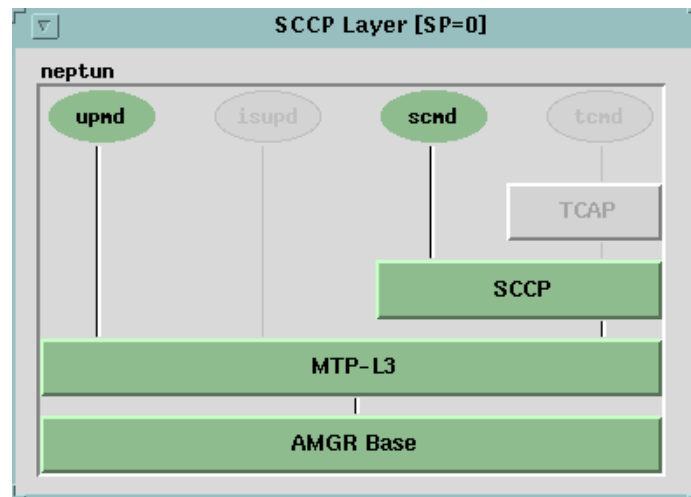 SCCP Layer [SP=0]
neptun
upmd isupd scmd tcmd
TCAP
SCCP
MTP-L3
AMGR Base